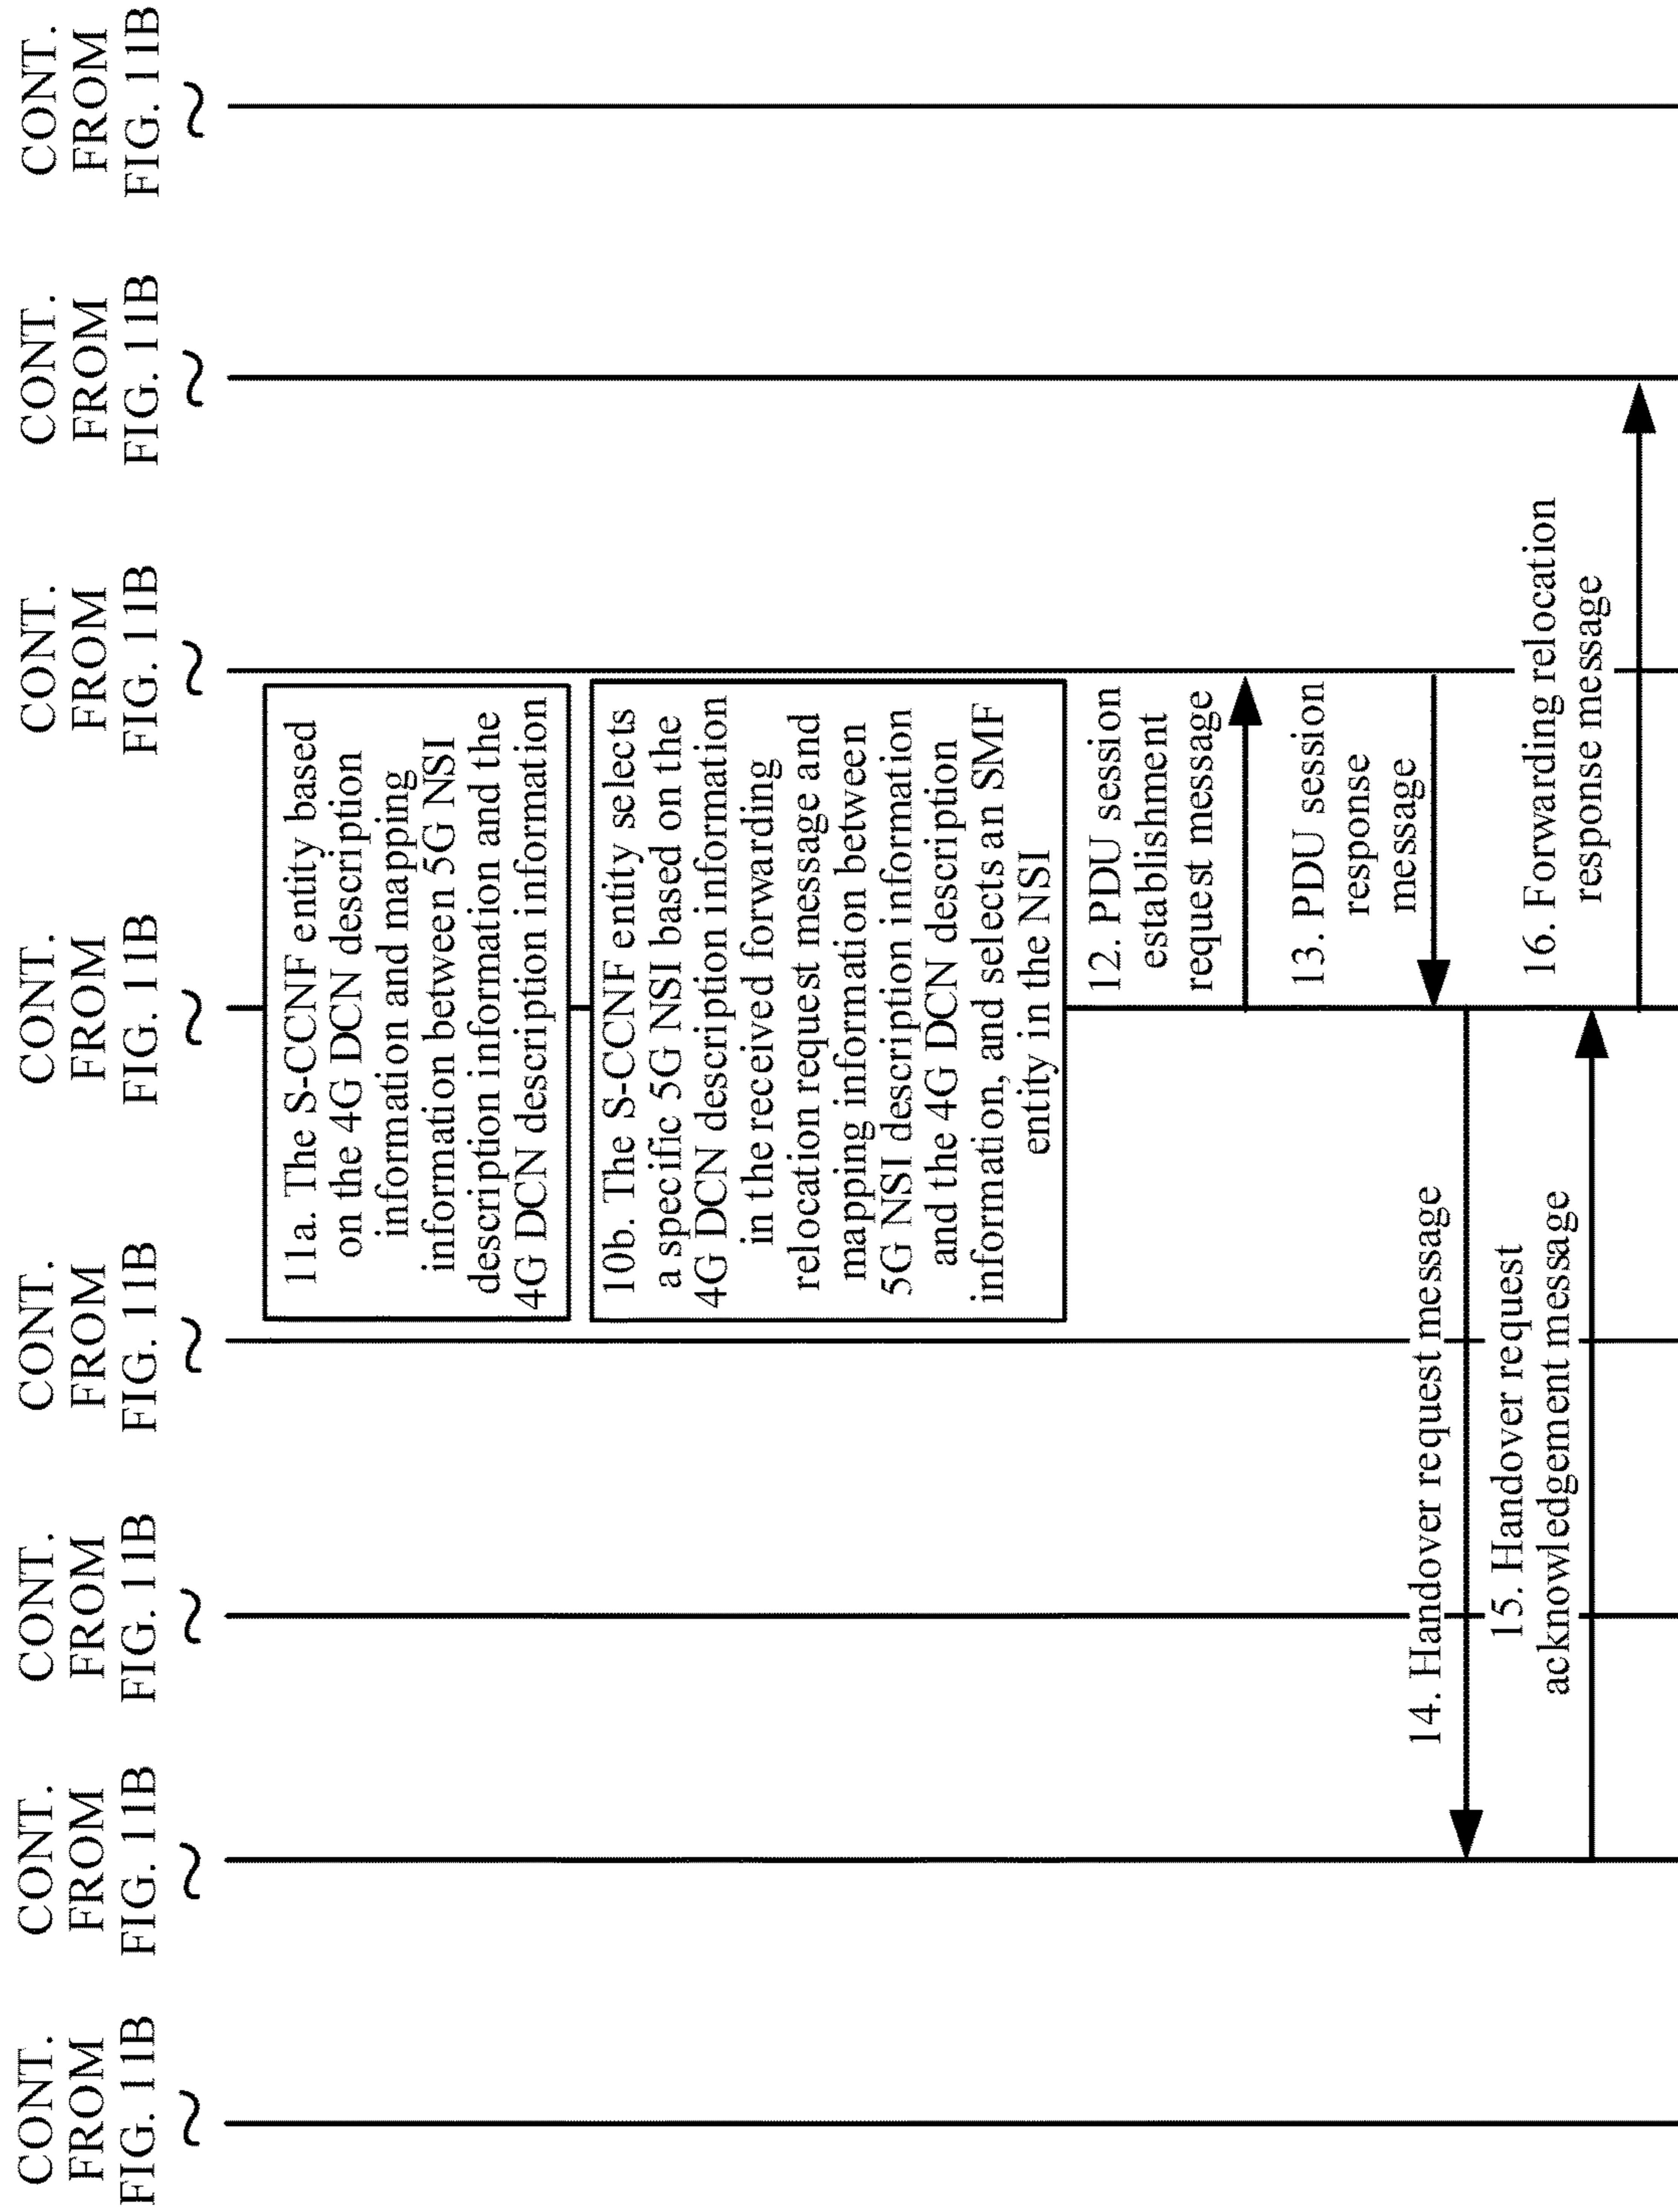 CONT.
FROM
FIG. 11B
CONT.
FROM
FIG. 11B
CONT.
FROM
FIG. 11B
CONT.
FROM
FIG. 11B
CONT.
FROM
FIG. 11B
CONT.
FROM
FIG. 11B
CONT.
FROM
FIG. 11B
CONT.
FROM
FIG. 11B
11a. The S-CCNF entity based
on the 4G DCN description
information and mapping
information between 5G NSI
description information and the
4G DCN description information
10b. The S-CCNF entity selects
a specific 5G NSI based on the
4G DCN description information
in the received forwarding
relocation request message and
mapping information between
5G NSI description information
and the 4G DCN description
information, and selects an SMF
entity in the NSI
12. PDU session
establishment
request message
13. PDU session
response
message
14. Handover request message
15. Handover request
acknowledgement message
16. Forwarding relocation
response message